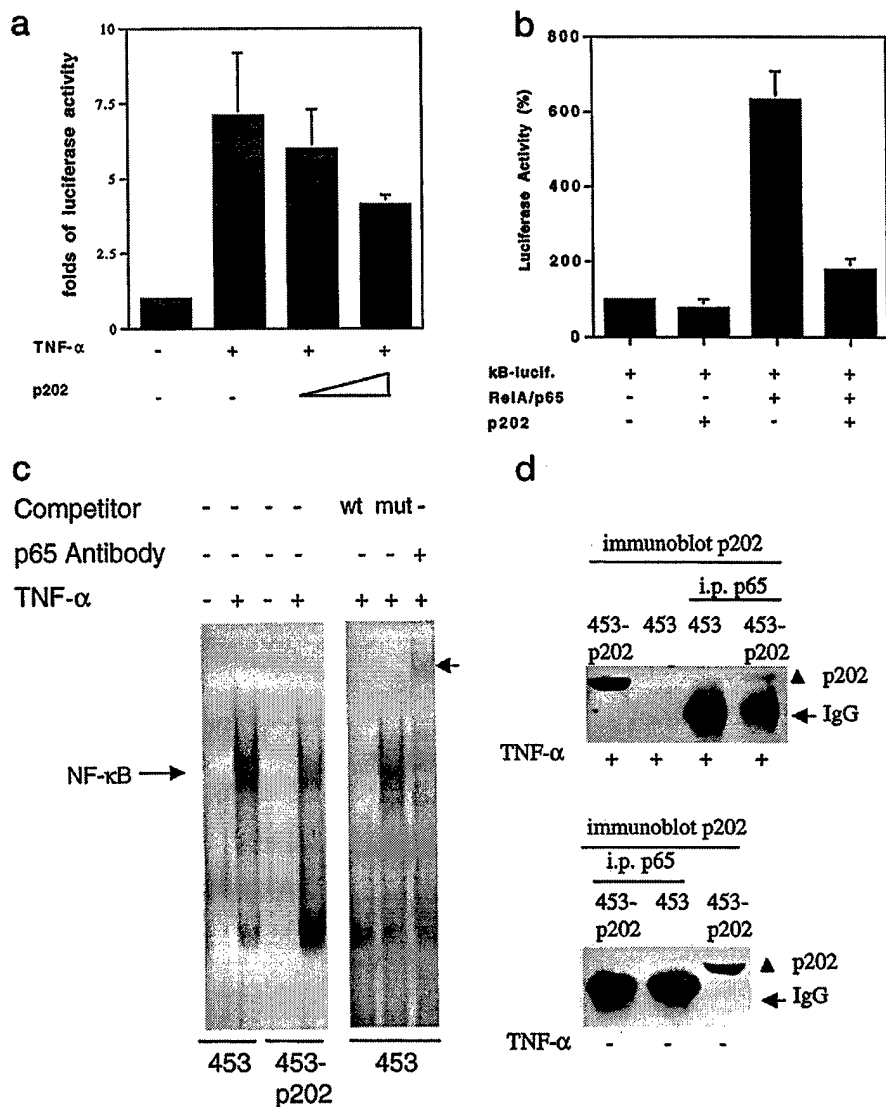 a
folds of luciferase activity
10
7.5
5
2.5
0
TNF-α - + + +
p202 - -
b
Luciferase Activity (%)
800
600
400
200
0
kB-lucif. + + + +
RelA/p65 - - + +
p202 - + - +
c
Competitor - - - - wt mut -
p65 Antibody - - - - - - +
TNF-α - + - + + + +
NF-κB
453 453-p202 453
d
immunoblot p202
i.p. p65
453-p202 453 453 453-p202
p202
IgG
TNF-α + + + +
immunoblot p202
i.p. p65
453-p202 453 453-p202
p202
IgG
TNF-α - - -